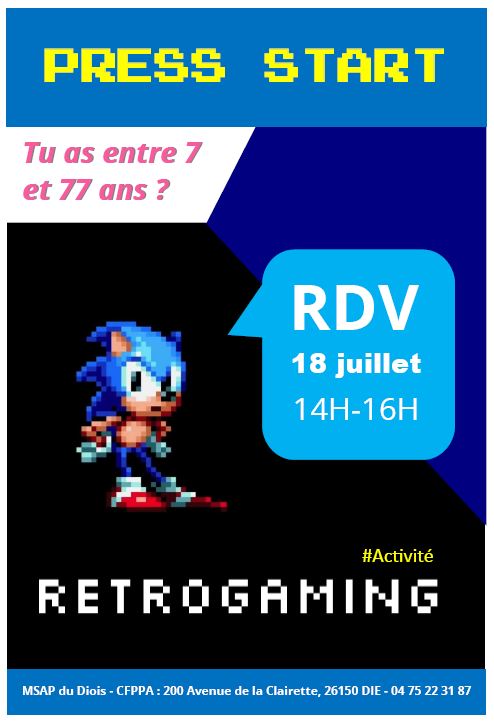 PRESS START
Tu as entre 7
et 77 ans ?
RDV
18 juillet
14H-16H
#Activité
RETROGAMING
MSAP du Diois - CFPPA : 200 Avenue de la Clairette, 26150 DIE - 04 75 22 31 87